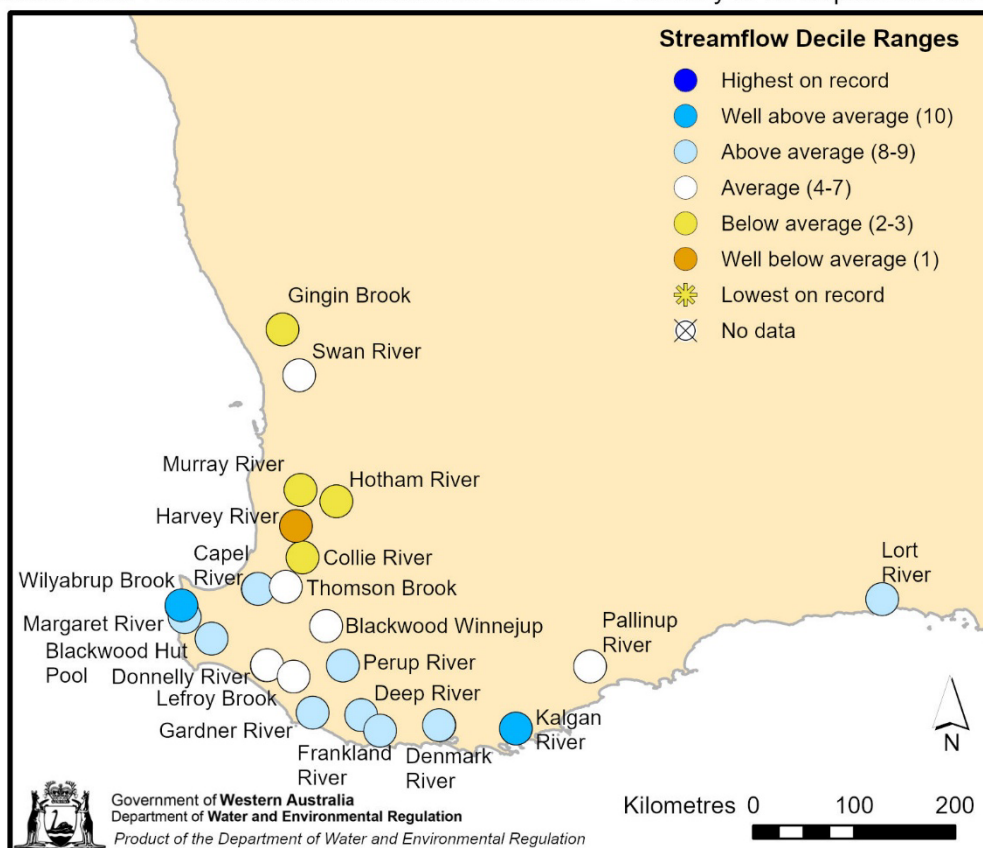 Streamflow Decile Ranges
Highest on record
Well above average (10)
Above average (8-9)
Average (4-7)
Below average (2-3)
Well below average (1)
Lowest on record
No data
Gingin Brook
Swan River
Murray River
Hotham River
Harvey River
Collie River
Capel
River
Thomson Brook
Wilyabrup Brook
Margaret River
Blackwood Winnejup
Blackwood Hut
Pool
Donnelly River
Perup River
Lefroy Brook
Deep River
Gardner River
Frankland
River
Denmark
River
Kalgan
River
Pallinup
River
Lort
River
N
Government of Western Australia
Department of Water and Environmental Regulation
Product of the Department of Water and Environmental Regulation
Kilometres 0 100 200